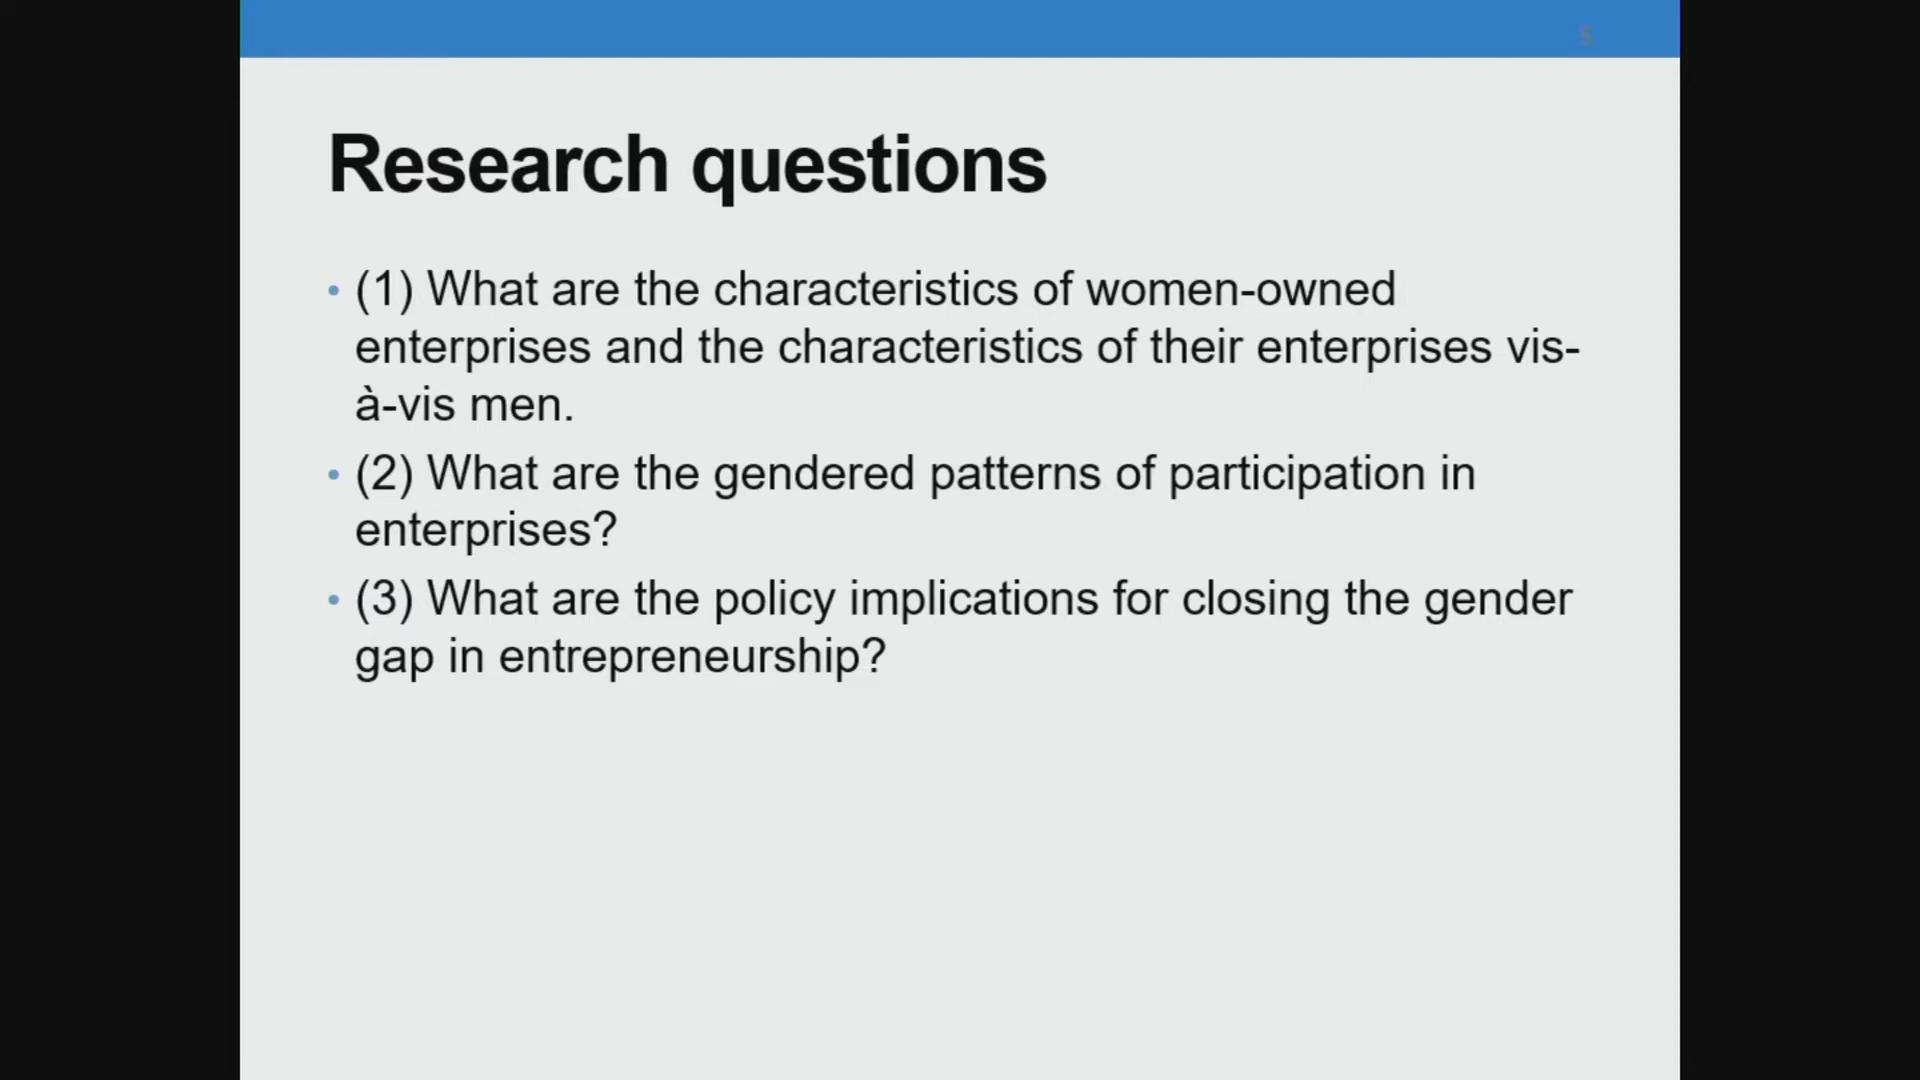 5
Research questions
• (1) What are the characteristics of women-owned
enterprises and the characteristics of their enterprises vis-
à-vis men.
• (2) What are the gendered patterns of participation in
enterprises?
• (3) What are the policy implications for closing the gender
gap in entrepreneurship?